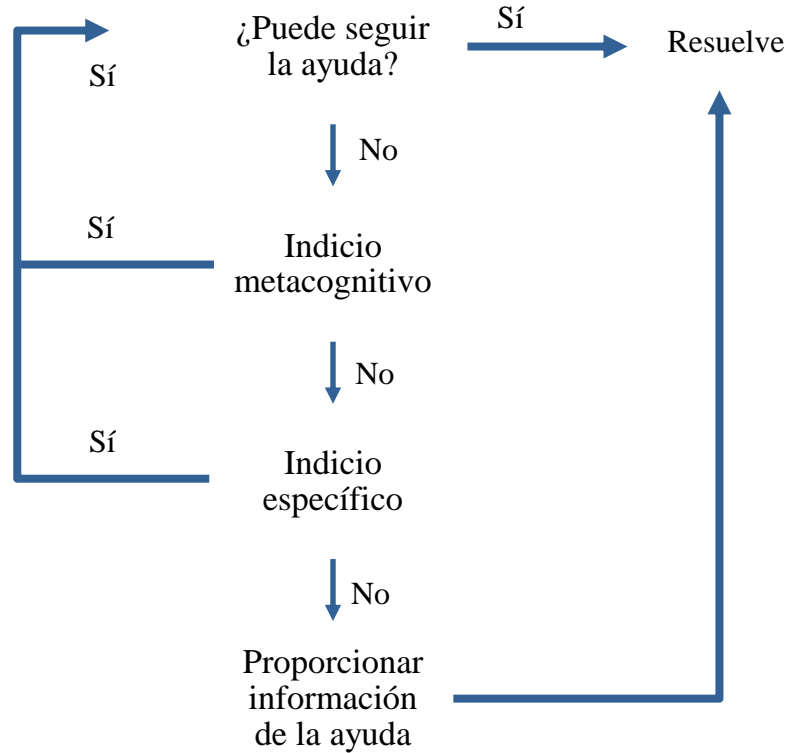 ¿Puede seguir
la ayuda?
Sí
Resuelve
Sí
No
Sí
Indicio
metacognitivo
No
Sí
Indicio
específico
No
Proporcionar
información
de la ayuda